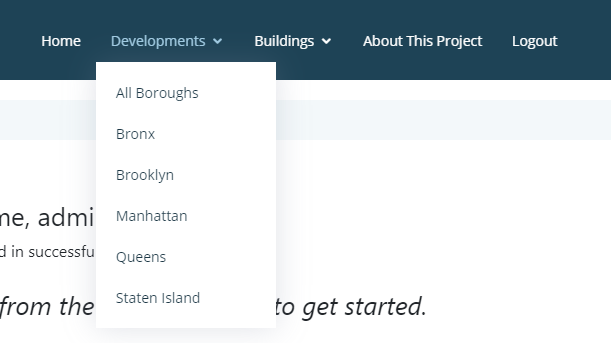 Home Developments Buildings About This Project Logout
All Boroughs
Bronx
Brooklyn
Manhattan
Queens
Staten Island
me, admi
d in successfu
from the to get started.